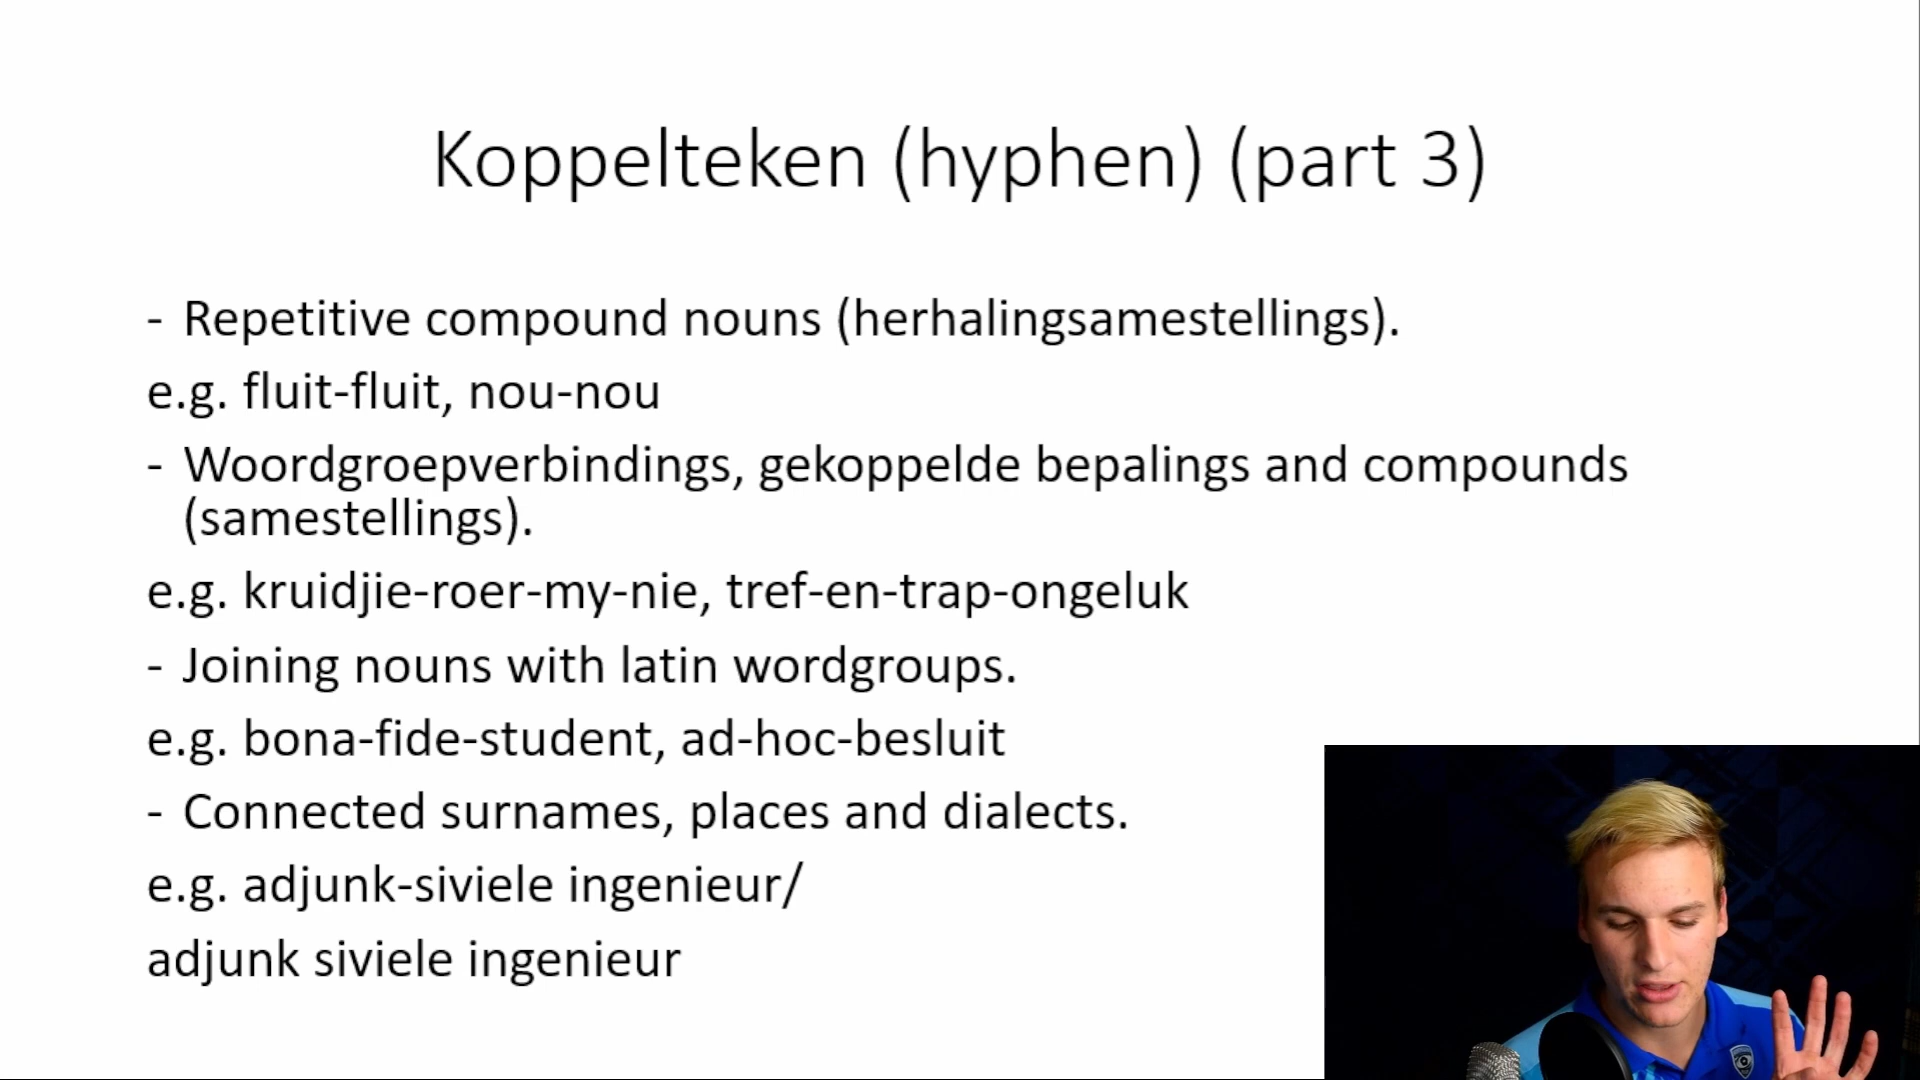 Koppelteken (hyphen) (part 3)
- Repetitive compound nouns (herhalingsamestellings).
e.g. fluit-fluit, nou-nou
- Woordgroepverbindings, gekoppelde bepalings and compounds
(samestellings).
e.g. kruidjie-roer-my-nie, tref-en-trap-ongeluk
- Joining nouns with latin wordgroups.
e.g. bona-fide-student, ad-hoc-besluit
- Connected surnames, places and dialects.
e.g. adjunk-siviele ingenieur/
adjunk siviele ingenieur